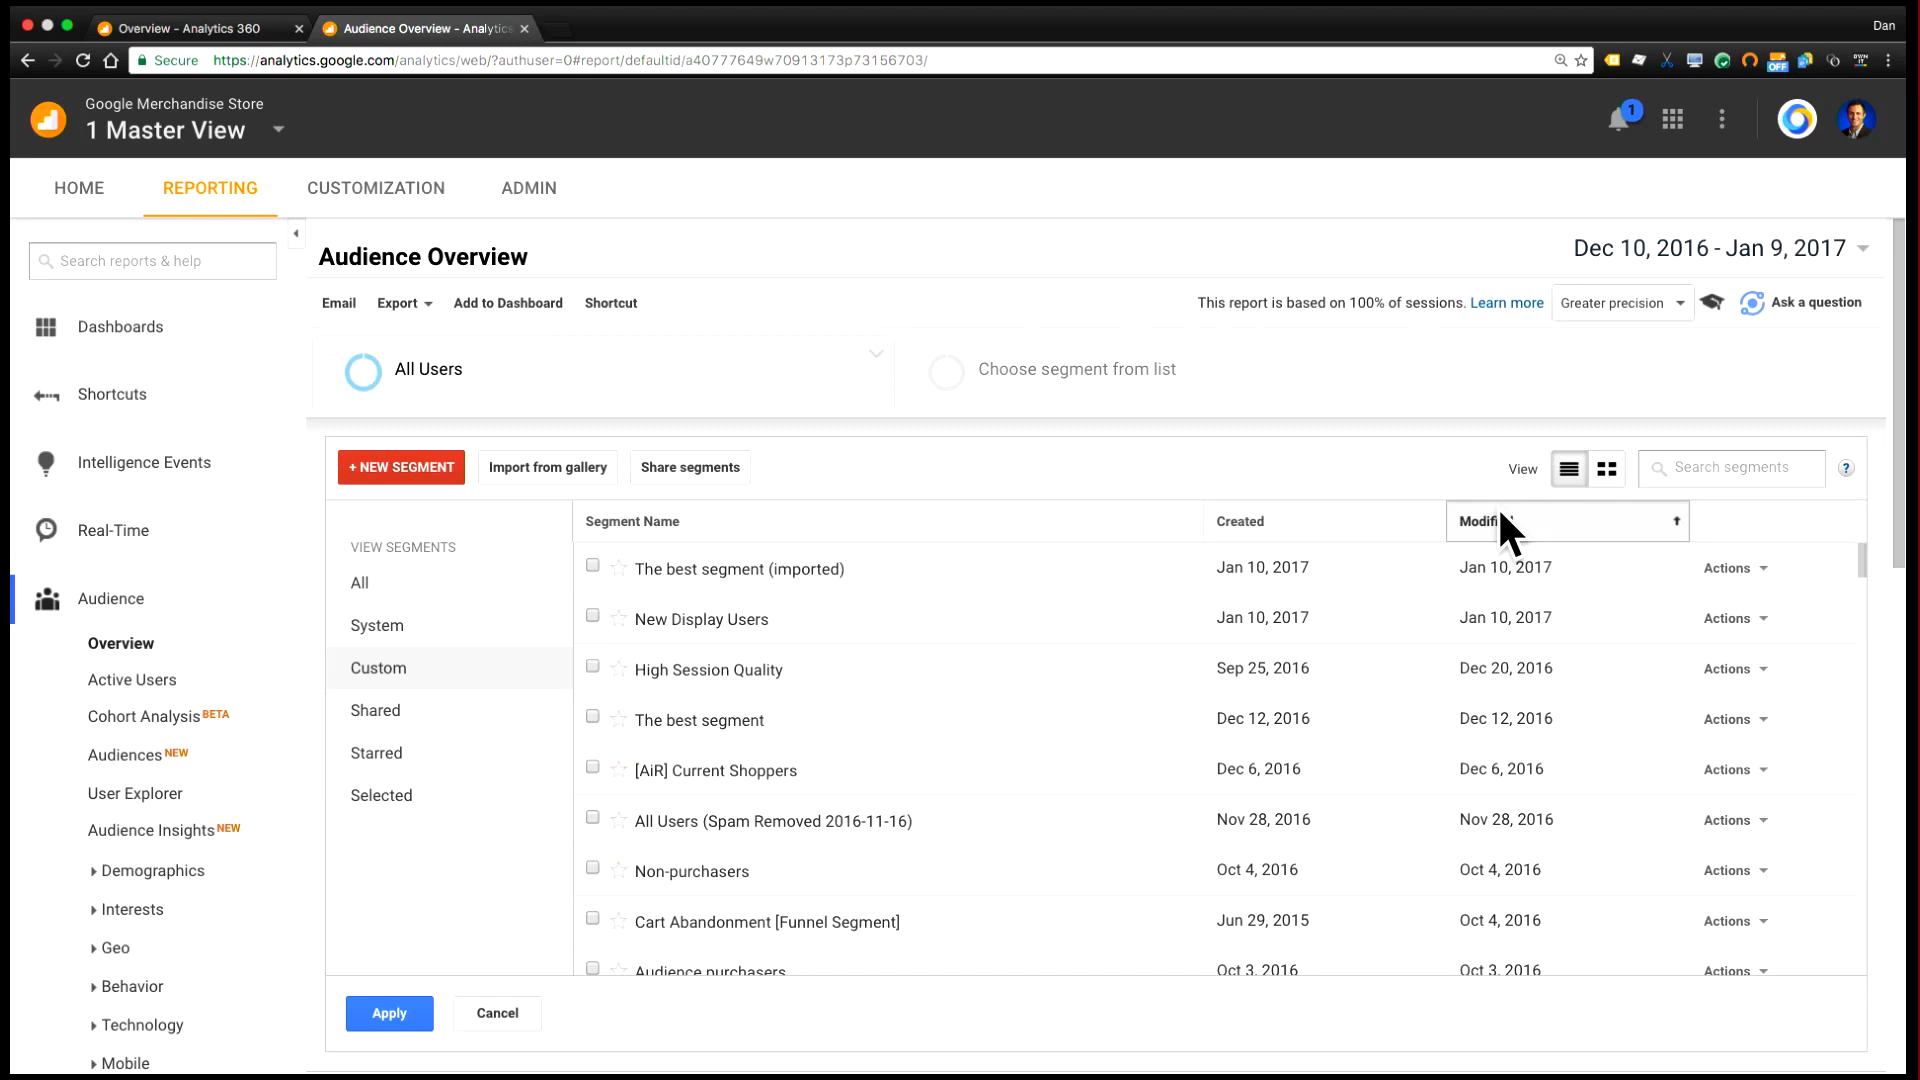 Overview - Analytics 360
Audience Overview - Analytics
Dan
Secure https://analytics.google.com/analytics/web/?authuser=0#report/defaultid/a40777649w70913173p73156703/
OFF
Google Merchandise Store
1 Master View
1
HOME REPORTING CUSTOMIZATION ADMIN
Search reports & help
Dashboards
Shortcuts
Intelligence Events
Real-Time
Audience
Overview
Active Users
Cohort Analysis BETA
Audiences NEW
User Explorer
Audience Insights NEW
Demographics
Interests
Geo
Behavior
Technology
Mobile
Audience Overview
Dec 10, 2016 - Jan 9, 2017
Email Export Add to Dashboard Shortcut
This report is based on 100% of sessions. Learn more Greater precision Ask a question
All Users
Choose segment from list
+ NEW SEGMENT Import from gallery Share segments
View Search segments ?
VIEW SEGMENTS
All
System
Custom
Shared
Starred
Selected
Segment Name Created Modifi
The best segment (imported) Jan 10, 2017 Jan 10, 2017 Actions
New Display Users Jan 10, 2017 Jan 10, 2017 Actions
High Session Quality Sep 25, 2016 Dec 20, 2016 Actions
The best segment Dec 12, 2016 Dec 12, 2016 Actions
[AiR] Current Shoppers Dec 6, 2016 Dec 6, 2016 Actions
All Users (Spam Removed 2016-11-16) Nov 28, 2016 Nov 28, 2016 Actions
Non-purchasers Oct 4, 2016 Oct 4, 2016 Actions
Cart Abandonment [Funnel Segment] Jun 29, 2015 Oct 4, 2016 Actions
Audience purchasers Oct 3, 2016 Oct 3, 2016 Actions
Apply Cancel